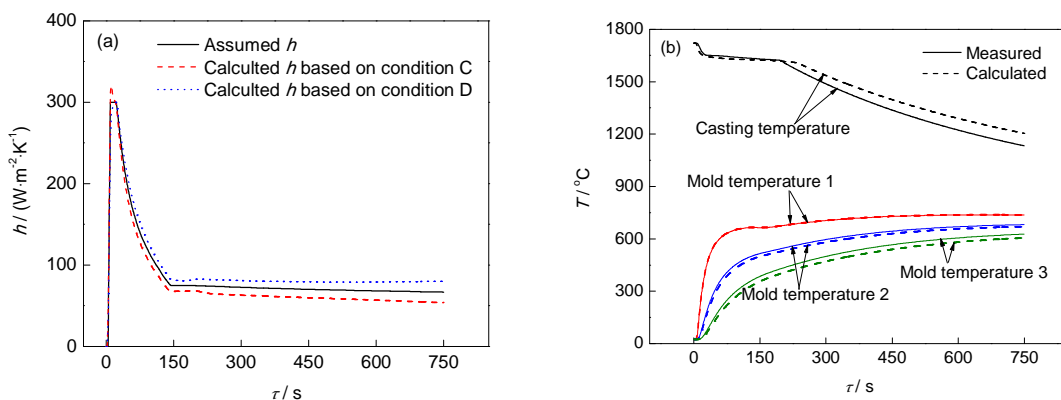 (a)
Assumed h
Calculted h based on condition C
Calculted h based on condition D
400
300
200
100
0
h / (W·m⁻²·K⁻¹)
0 150 300 450 600 750
τ / s
(b)
Measured
Calculated
Casting temperature
Mold temperature 1
Mold temperature 3
Mold temperature 2
1800
1500
1200
900
600
300
0
T / °C
0 150 300 450 600 750
τ / s